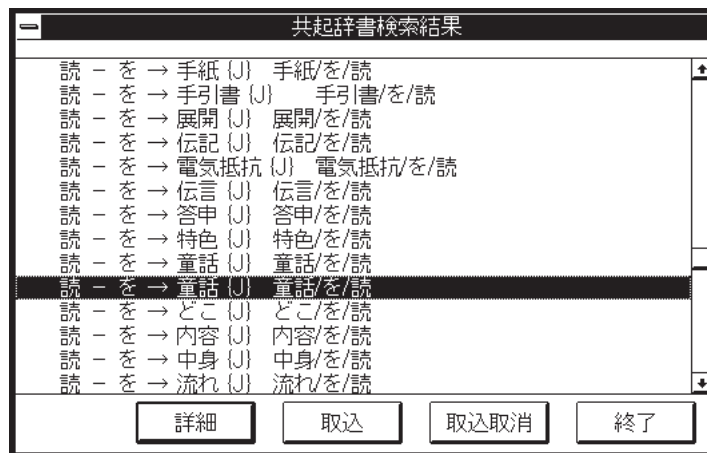 共起辞書検索結果
読 － を → 手紙 {J} 手紙/を/読
読 － を → 手引書 {J} 手引書/を/読
読 － を → 展開 {J} 展開/を/読
読 － を → 伝記 {J} 伝記/を/読
読 － を → 電気抵抗 {J} 電気抵抗/を/読
読 － を → 伝言 {J} 伝言/を/読
読 － を → 答申 {J} 答申/を/読
読 － を → 特色 {J} 特色/を/読
読 － を → 童話 {J} 童話/を/読
読 － を → 童話 {J} 童話/を/読
読 － を → どこ {J} どこ/を/読
読 － を → 内容 {J} 内容/を/読
読 － を → 中身 {J} 中身/を/読
読 － を → 流れ {J} 流れ/を/読
詳細 取込 取込取消 終了